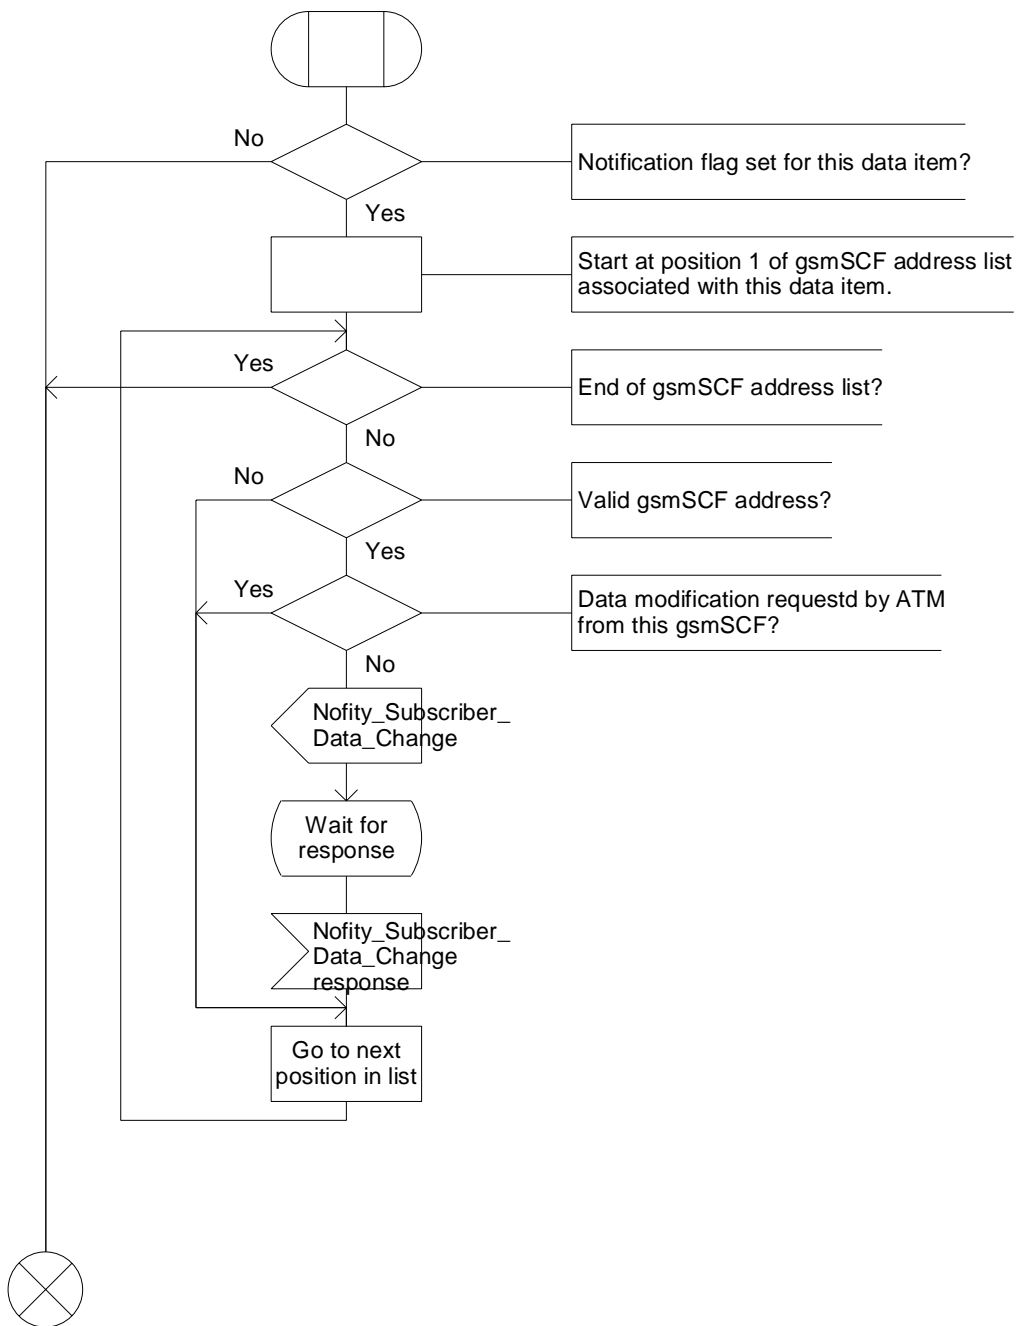 No
Notification flag set for this data item?
Yes
Start at position 1 of gsmSCF address list
associated with this data item.
Yes
End of gsmSCF address list?
No
No
Valid gsmSCF address?
Yes
Yes
Data modification requestd by ATM
from this gsmSCF?
No
Nofity_Subscriber_
Data_Change
Wait for
response
Nofity_Subscriber_
Data_Change
response
Go to next
position in list